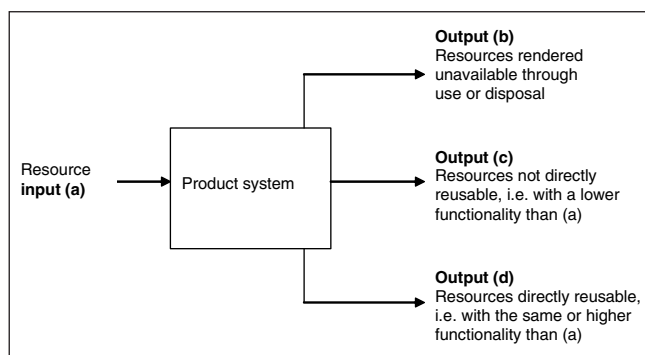 Output (b)
Resources rendered
unavailable through
use or disposal
Resource
input (a)
Product system
Output (c)
Resources not directly
reusable, i.e. with a lower
functionality than (a)
Output (d)
Resources directly reusable,
i.e. with the same or higher
functionality than (a)